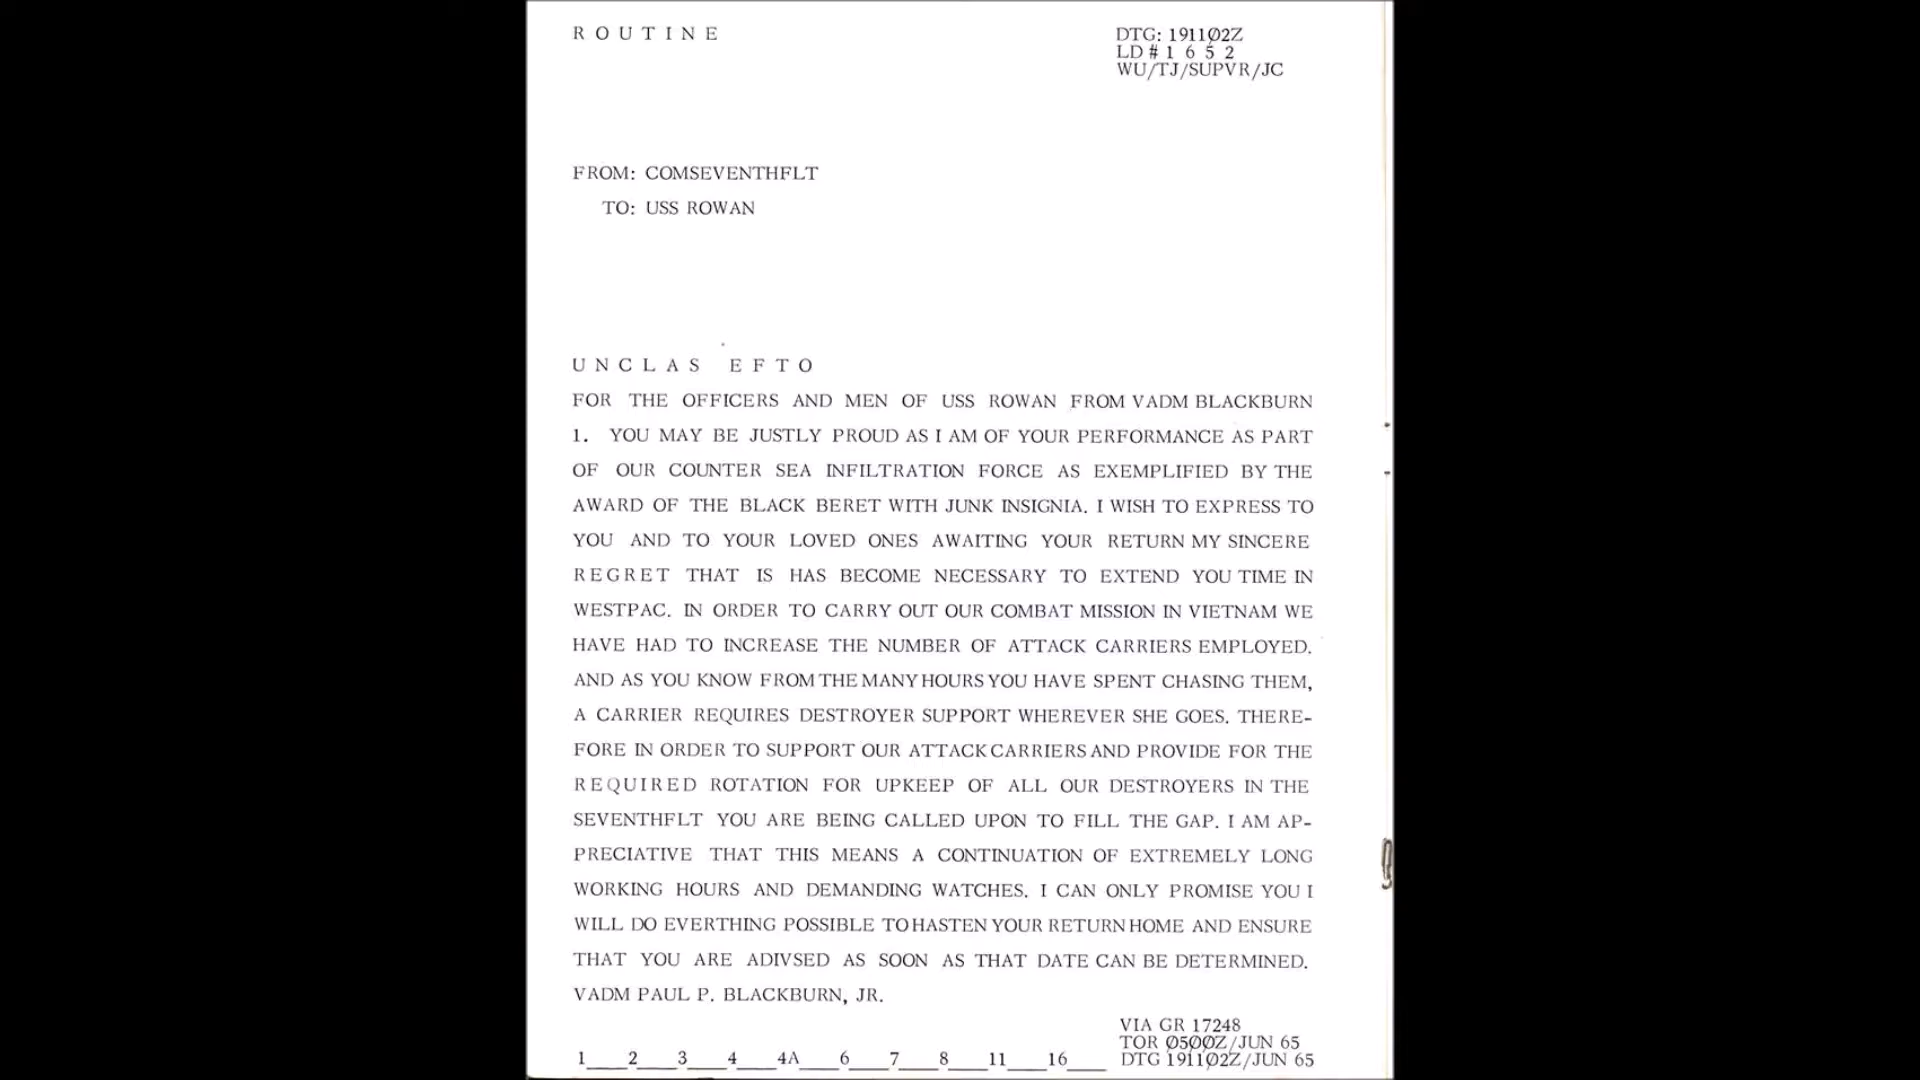 ROUTINE
DTG: 1911Ø2Z
LD # 1 6 5 2
WU/TJ/SUPVR/JC
FROM: COMSEVENTHFLT
TO: USS ROWAN
UNCLAS EFTO
FOR THE OFFICERS AND MEN OF USS ROWAN FROM VADM BLACKBURN
1. YOU MAY BE JUSTLY PROUD AS I AM OF YOUR PERFORMANCE AS PART
OF OUR COUNTER SEA INFILTRATION FORCE AS EXEMPLIFIED BY THE
AWARD OF THE BLACK BERET WITH JUNK INSIGNIA. I WISH TO EXPRESS TO
YOU AND TO YOUR LOVED ONES AWAITING YOUR RETURN MY SINCERE
REGRET THAT IS HAS BECOME NECESSARY TO EXTEND YOU TIME IN
WESTPAC. IN ORDER TO CARRY OUT OUR COMBAT MISSION IN VIETNAM WE
HAVE HAD TO INCREASE THE NUMBER OF ATTACK CARRIERS EMPLOYED.
AND AS YOU KNOW FROM THE MANY HOURS YOU HAVE SPENT CHASING THEM,
A CARRIER REQUIRES DESTROYER SUPPORT WHEREVER SHE GOES. THERE-
FORE IN ORDER TO SUPPORT OUR ATTACK CARRIERS AND PROVIDE FOR THE
REQUIRED ROTATION FOR UPKEEP OF ALL OUR DESTROYERS IN THE
SEVENTHFLT YOU ARE BEING CALLED UPON TO FILL THE GAP. I AM AP-
PRECIATIVE THAT THIS MEANS A CONTINUATION OF EXTREMELY LONG
WORKING HOURS AND DEMANDING WATCHES. I CAN ONLY PROMISE YOU I
WILL DO EVERTHING POSSIBLE TO HASTEN YOUR RETURN HOME AND ENSURE
THAT YOU ARE ADIVSED AS SOON AS THAT DATE CAN BE DETERMINED.
VADM PAUL P. BLACKBURN, JR.
VIA GR 17248
TOR Ø5ØØZ/JUN 65
1___2___3___4___4A___6___7___8___11___16___ DTG 1911Ø2Z/JUN 65